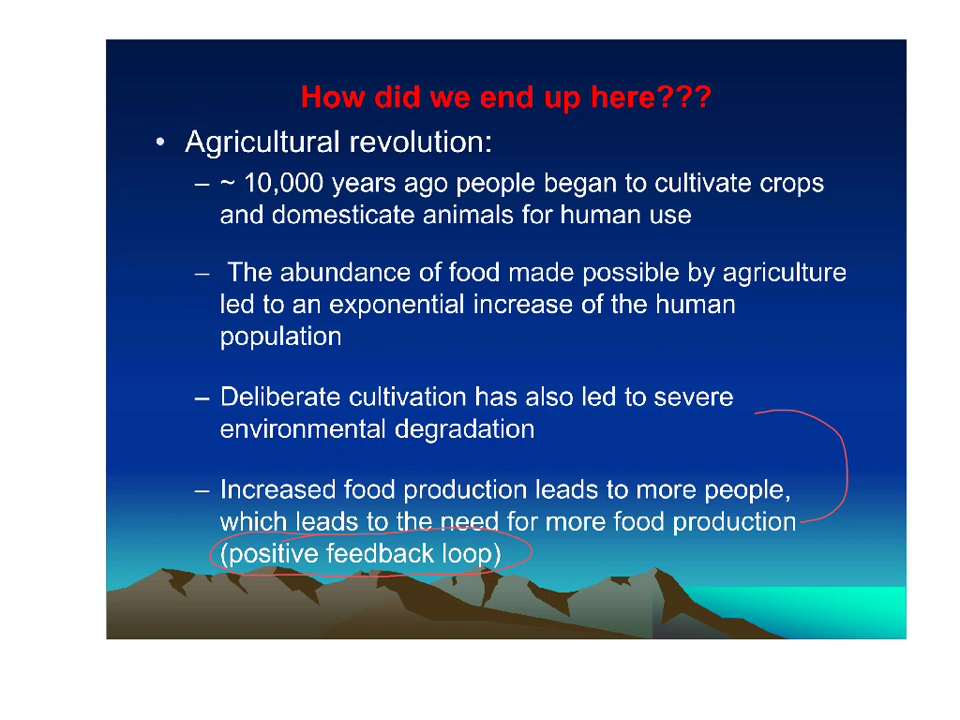 How did we end up here???
• Agricultural revolution:
– ~ 10,000 years ago people began to cultivate crops
and domesticate animals for human use
– The abundance of food made possible by agriculture
led to an exponential increase of the human
population
– Deliberate cultivation has also led to severe
environmental degradation
– Increased food production leads to more people,
which leads to the need for more food production
(positive feedback loop)